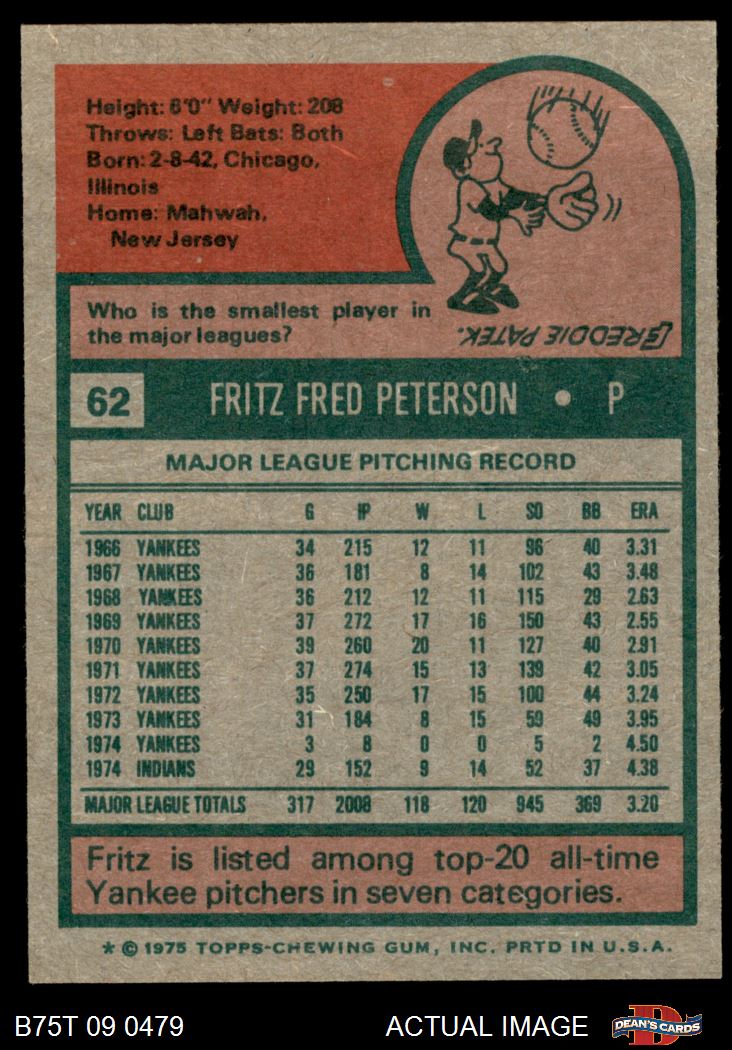 Height: 6'0" Weight: 208
Throws: Left Bats: Both
Born: 2-8-42, Chicago,
Illinois
Home: Mahwah,
New Jersey
Who is the smallest player in
the major leagues?
FREDDIE PATEK.
62 FRITZ FRED PETERSON • P
MAJOR LEAGUE PITCHING RECORD
YEAR CLUB G IP W L SO BB ERA
1966 YANKEES 34 215 12 11 96 40 3.31
1967 YANKEES 36 181 8 14 102 43 3.48
1968 YANKEES 36 212 12 11 115 29 2.63
1969 YANKEES 37 272 17 16 150 43 2.55
1970 YANKEES 39 260 20 11 127 40 2.91
1971 YANKEES 37 274 15 13 139 42 3.05
1972 YANKEES 35 250 17 15 100 44 3.24
1973 YANKEES 31 184 8 15 59 49 3.95
1974 YANKEES 3 8 0 0 5 2 4.50
1974 INDIANS 29 152 9 14 52 37 4.38
MAJOR LEAGUE TOTALS 317 2008 118 120 945 369 3.20
Fritz is listed among top-20 all-time
Yankee pitchers in seven categories.
* © 1975 TOPPS-CHEWING GUM, INC. PRTD IN U.S.A.
B75T 09 0479 ACTUAL IMAGE D DEAN'S CARDS